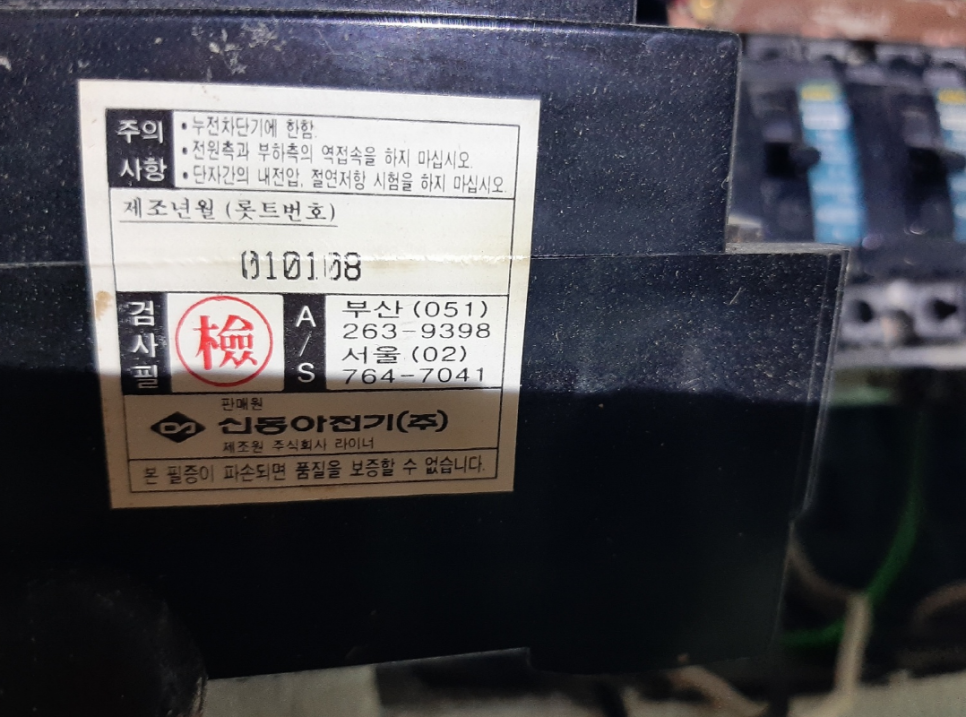 주의
사항
• 누전차단기에 한함.
• 전원측과 부하측의 역접속을 하지 마십시오.
• 단자간의 내전압, 절연저항 시험을 하지 마십시오.
제조년월 (롯트번호)
010108
검
사
필
檢
A
/
S
부산 (051)
263-9398
서울 (02)
764-7041
판매원
신동아전기(주)
제조원 주식회사 라이너
본 필증이 파손되면 품질을 보증할 수 없습니다.